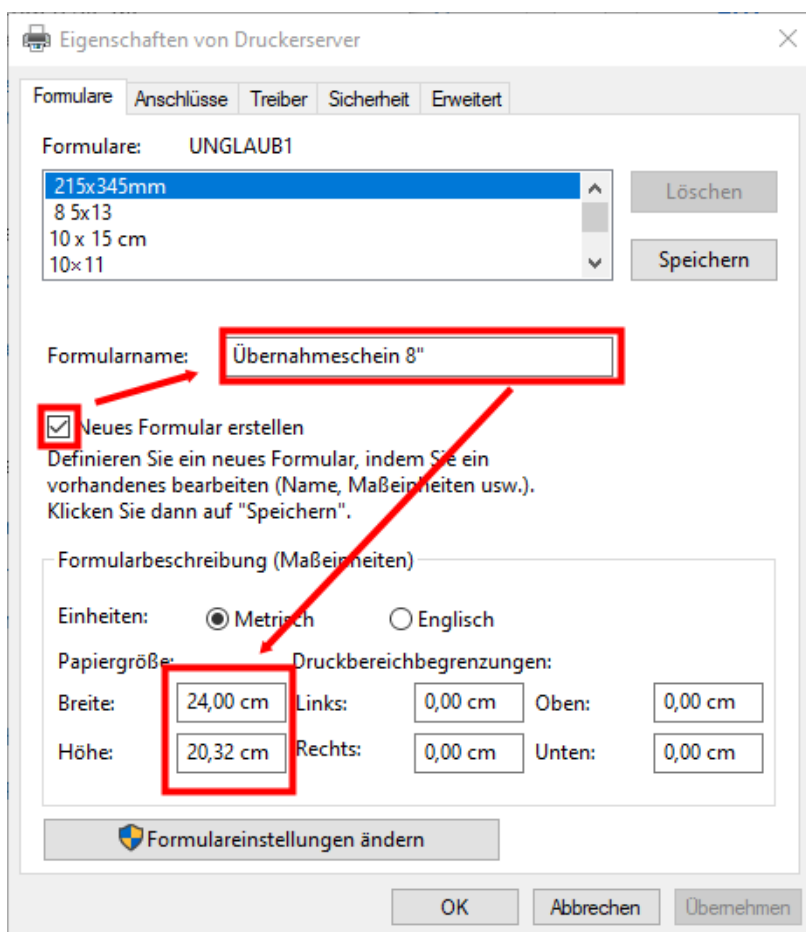 Eigenschaften von Druckerserver
Formulare Anschlüsse Treiber Sicherheit Erweitert
Formulare: UNGLAUB1
215x345mm
8 5x13
10 x 15 cm
10×11
Löschen
Speichern
Formularname: Übernahmeschein 8"
Neues Formular erstellen
Definieren Sie ein neues Formular, indem Sie ein
vorhandenes bearbeiten (Name, Maßeinheiten usw.).
Klicken Sie dann auf "Speichern".
Formularbeschreibung (Maßeinheiten)
Einheiten: Metrisch Englisch
Papiergröße: Druckbereichbegrenzungen:
Breite: 24,00 cm Links: 0,00 cm Oben: 0,00 cm
Höhe: 20,32 cm Rechts: 0,00 cm Unten: 0,00 cm
Formulareinstellungen ändern
OK Abbrechen Übernehmen